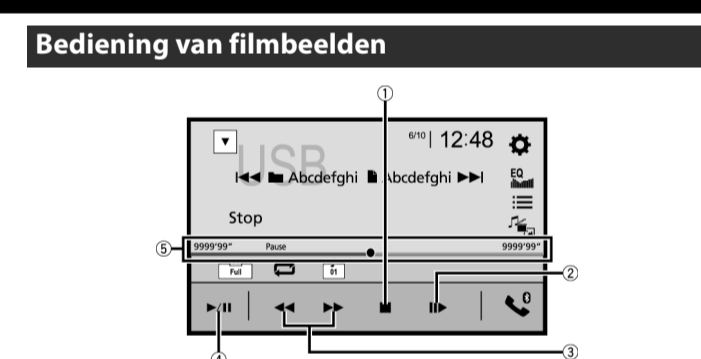 Bediening van filmbeelden
①
6/10 12:48
USB
EQ
Abcdefghi Abcdefghi
Stop
⑤ 9999'99" Pause 9999'99"
Full 01
②
③
④